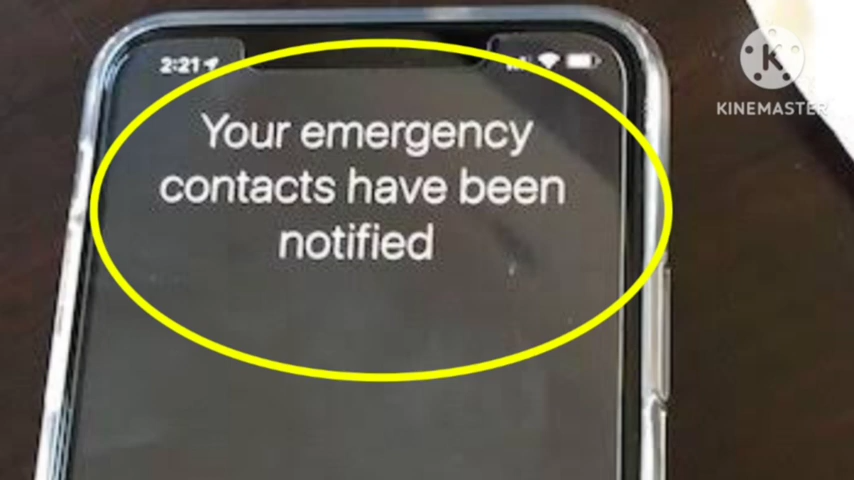 2:21
K
KINEMASTER
Your emergency
contacts have been
notified